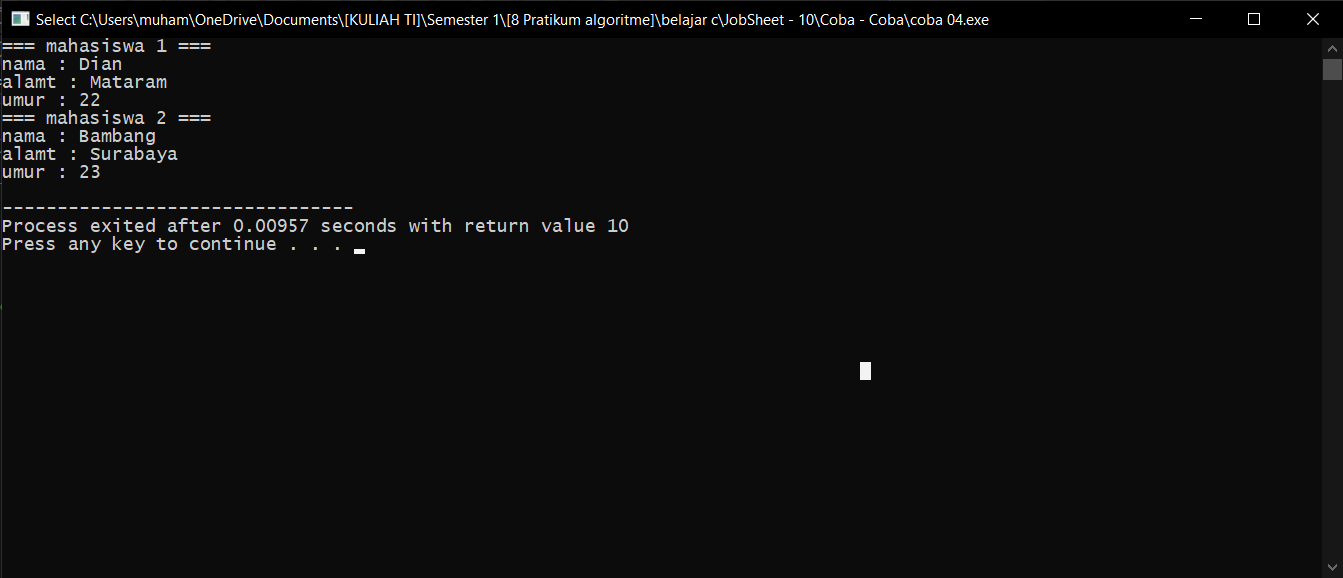 Select C:\Users\muham\OneDrive\Documents\[KULIAH TI]\Semester 1\[8 Pratikum algoritme]\belajar c\JobSheet - 10\Coba - Coba\coba 04.exe
=== mahasiswa 1 ===
nama : Dian
alamt : Mataram
umur : 22
=== mahasiswa 2 ===
nama : Bambang
alamt : Surabaya
umur : 23
--------------------------------
Process exited after 0.00957 seconds with return value 10
Press any key to continue . . .